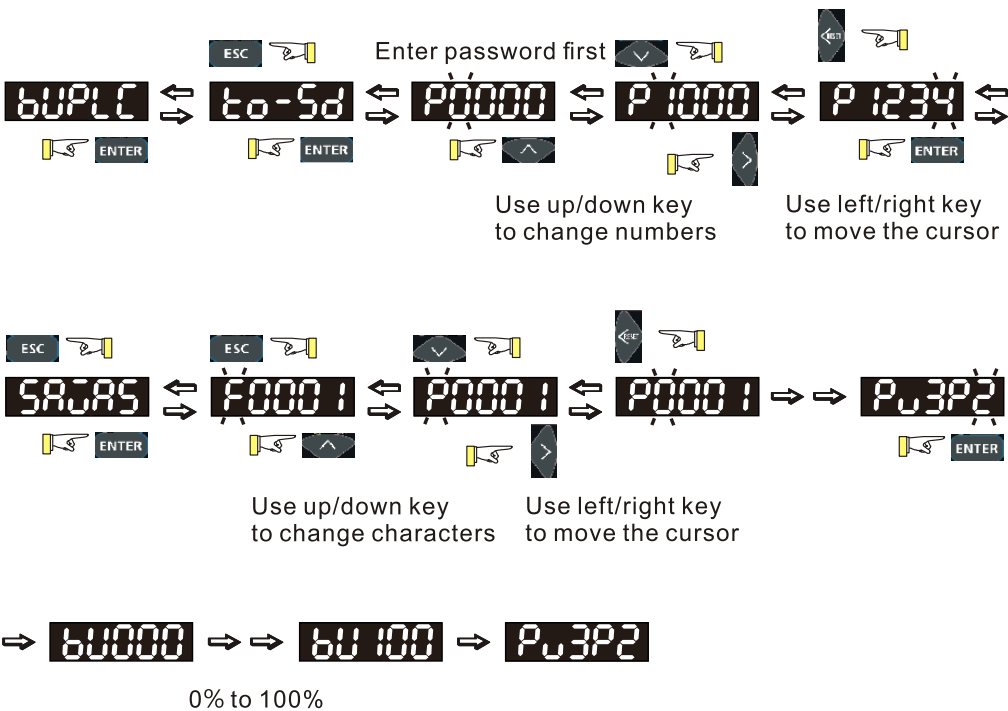 RESET
ESC
Enter password first
bUPLC
to-Sd
P0000
P1000
P1234
ENTER
ENTER
ENTER
Use up/down key
to change numbers
Use left/right key
to move the cursor
RESET
ESC
ESC
SAvAS
F0001
P0001
P0001
Pu3P2
ENTER
ENTER
Use up/down key
to change characters
Use left/right key
to move the cursor
bU000
bU100
Pu3P2
0% to 100%